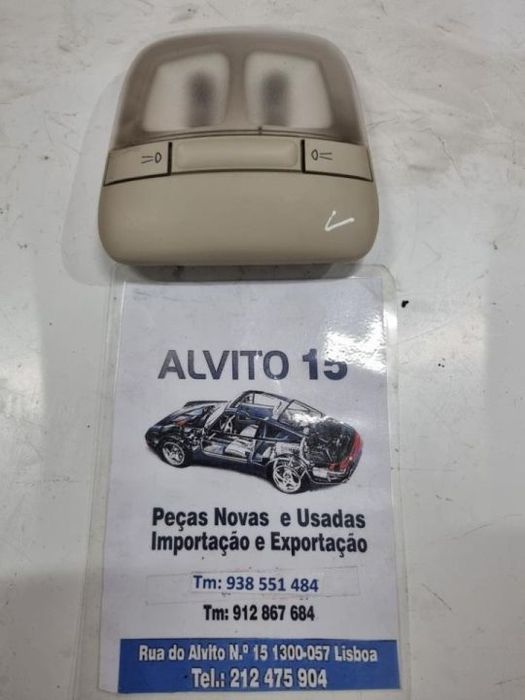 ALVITO 15
Peças Novas e Usadas
Importação e Exportação
Tm: 938 551 484
Tm: 912 867 684
Rua do Alvito N.º 15 1300-057 Lisboa
Tel.: 212 475 904